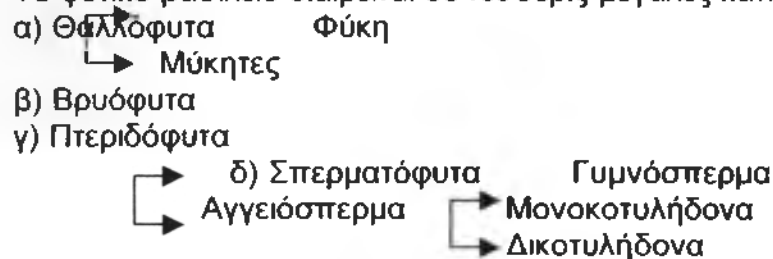 α) Θαλλόφυτα Φύκη
Μύκητες
β) Βρυόφυτα
γ) Πτεριδόφυτα
δ) Σπερματόφυτα Γυμνόσπερμα
Αγγειόσπερμα Μονοκοτυλήδονα
Δικοτυλήδονα